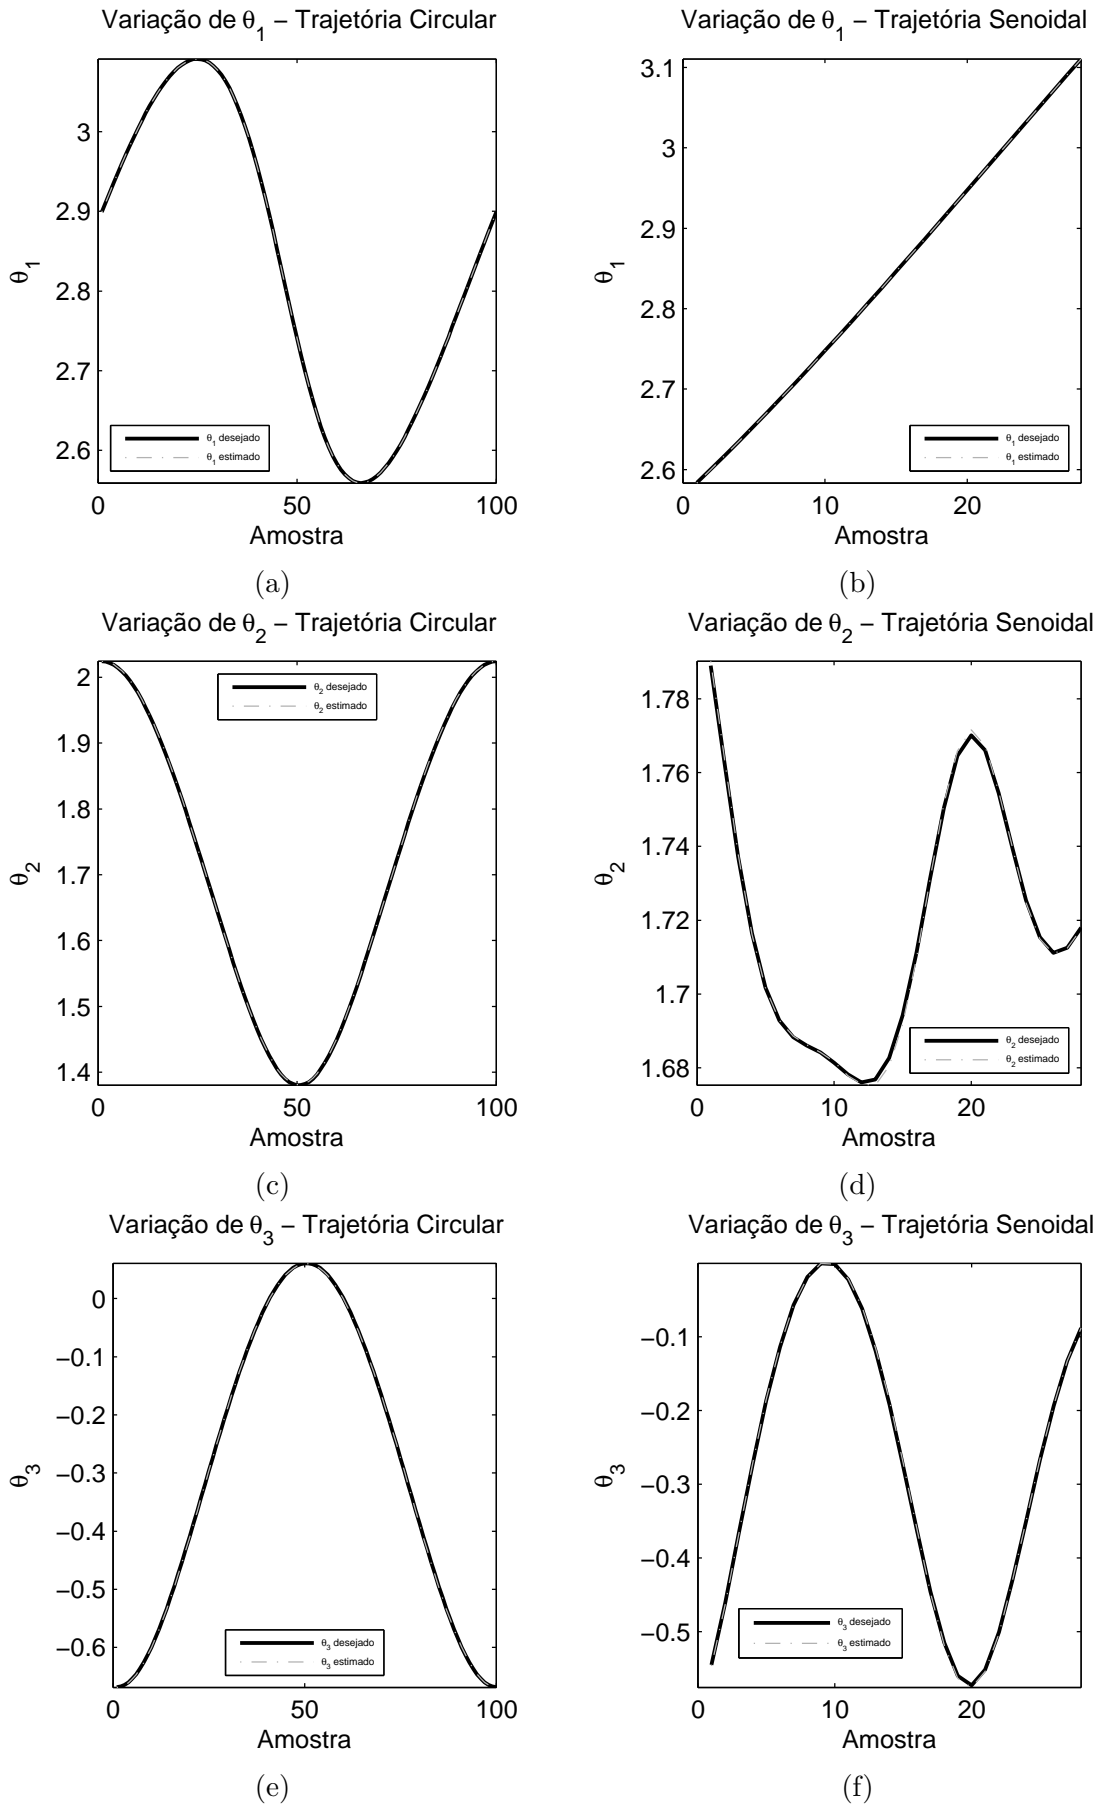 Variação de θ1 – Trajetória Circular
3
2.9
2.8
2.7
2.6
θ1
θ1 desejado
θ1 estimado
0
50
100
Amostra
(a)
Variação de θ1 – Trajetória Senoidal
3.1
3
2.9
2.8
2.7
2.6
θ1
θ1 desejado
θ1 estimado
0
10
20
Amostra
(b)
Variação de θ2 – Trajetória Circular
2
1.9
1.8
1.7
1.6
1.5
1.4
θ2
θ2 desejado
θ2 estimado
0
50
100
Amostra
(c)
Variação de θ2 – Trajetória Senoidal
1.78
1.76
1.74
1.72
1.7
1.68
θ2
θ2 desejado
θ2 estimado
0
10
20
Amostra
(d)
Variação de θ3 – Trajetória Circular
0
−0.1
−0.2
−0.3
−0.4
−0.5
−0.6
θ3
θ3 desejado
θ3 estimado
0
50
100
Amostra
(e)
Variação de θ3 – Trajetória Senoidal
−0.1
−0.2
−0.3
−0.4
−0.5
θ3
θ3 desejado
θ3 estimado
0
10
20
Amostra
(f)